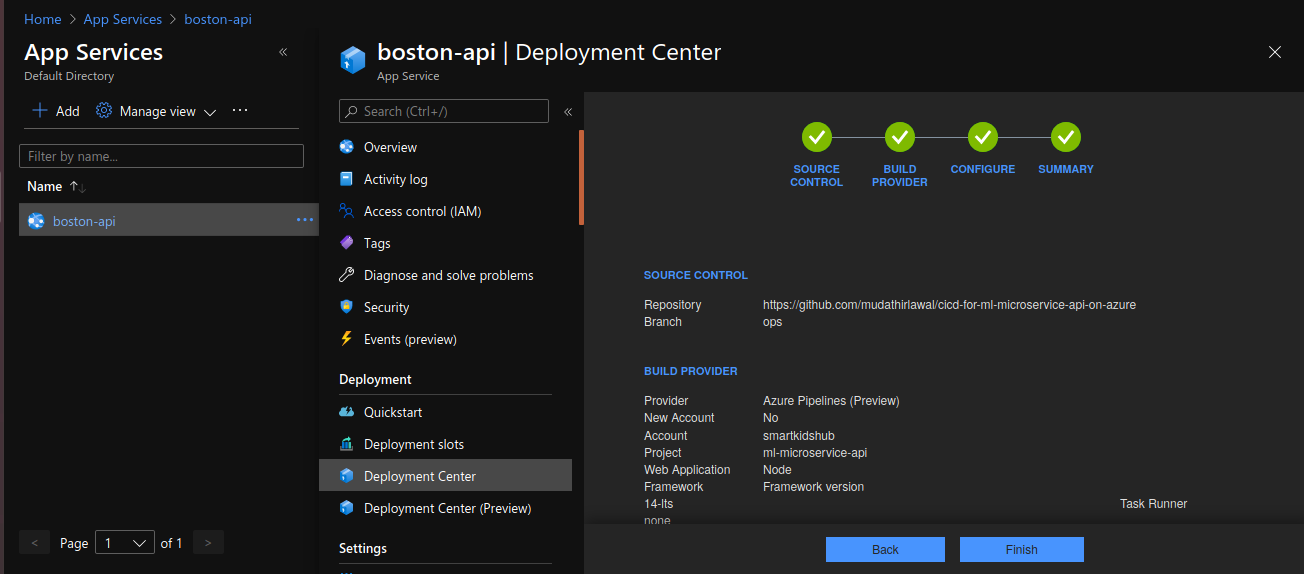 Home > App Services > boston-api
App Services
Default Directory
«
+ Add
Manage view
...
Filter by name...
Name ↑↓
boston-api
...
< Page 1 of 1 >
boston-api | Deployment Center
App Service
Search (Ctrl+/)
«
Overview
Activity log
Access control (IAM)
Tags
Diagnose and solve problems
Security
Events (preview)
Deployment
Quickstart
Deployment slots
Deployment Center
Deployment Center (Preview)
Settings
SOURCE CONTROL
BUILD PROVIDER
CONFIGURE
SUMMARY
SOURCE CONTROL
Repository https://github.com/mudathirlawal/cicd-for-ml-microservice-api-on-azure
Branch ops
BUILD PROVIDER
Provider Azure Pipelines (Preview)
New Account No
Account smartkidshub
Project ml-microservice-api
Web Application Node
Framework Framework version
14-lts Task Runner
none
Back
Finish